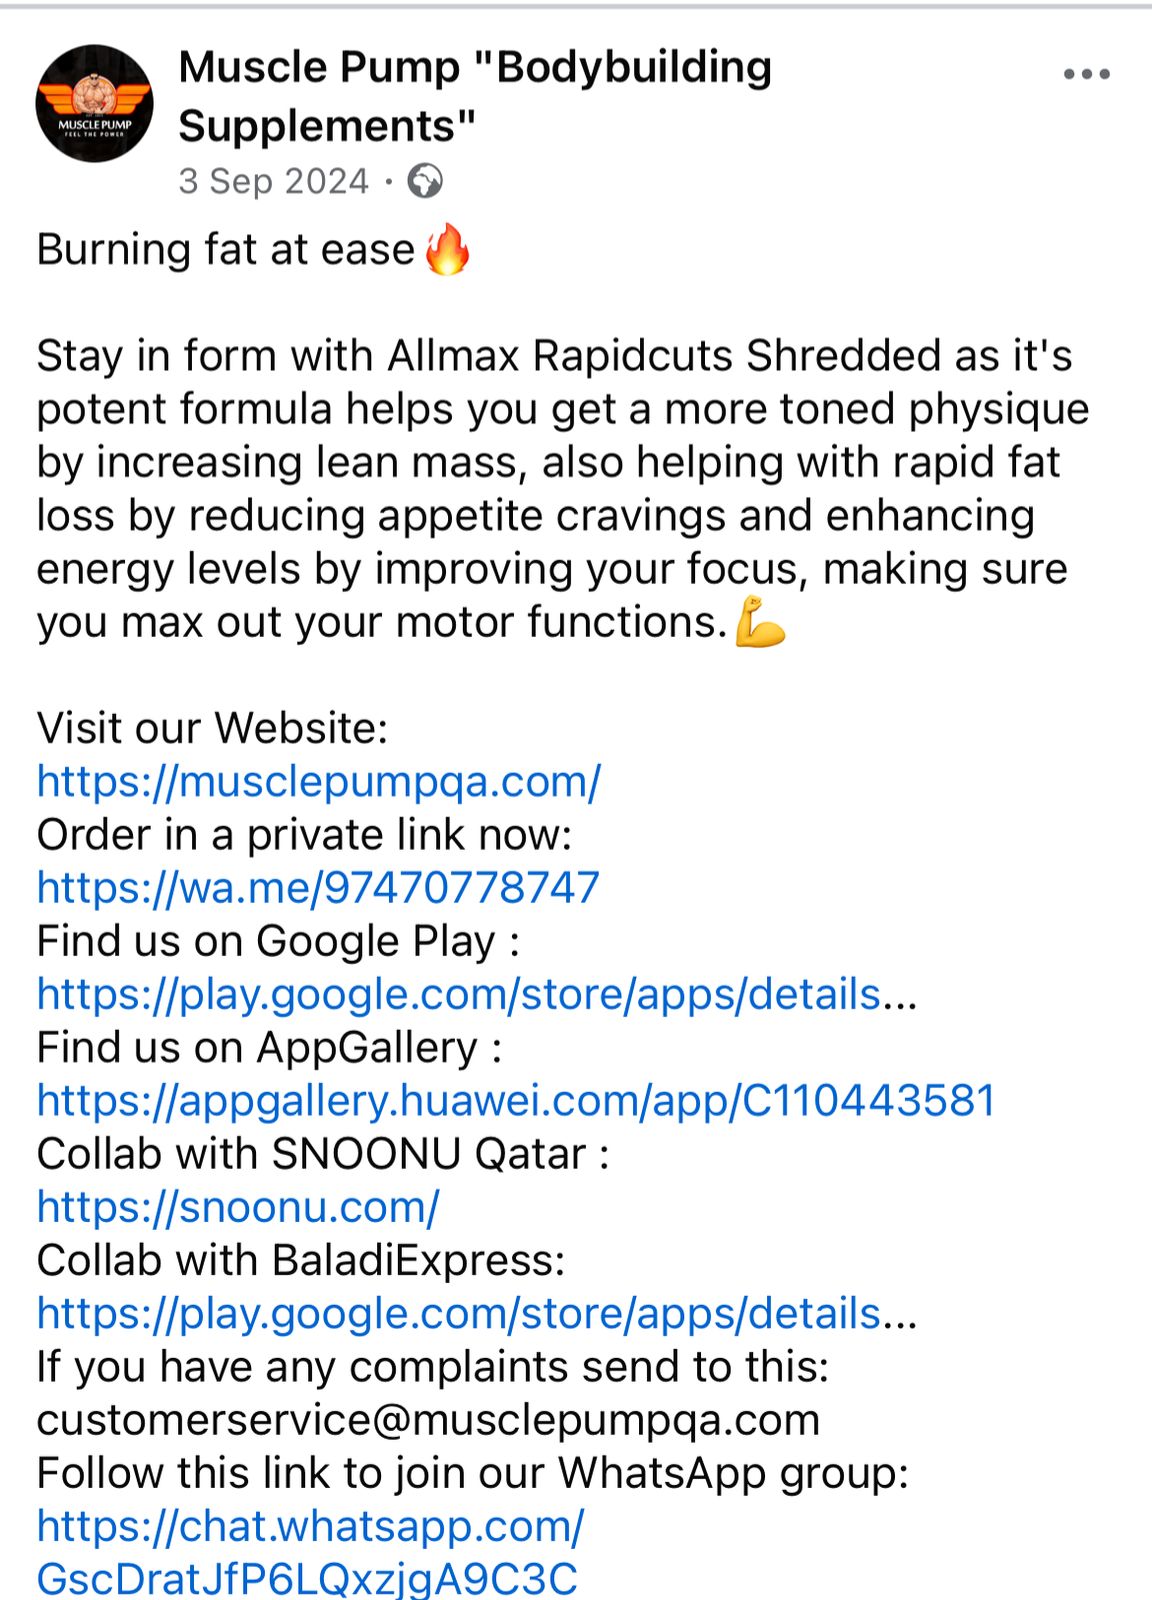 MUSCLE PUMP
FEEL THE POWER
Muscle Pump "Bodybuilding
Supplements"
3 Sep 2024 ·
Burning fat at ease🔥
Stay in form with Allmax Rapidcuts Shredded as it's
potent formula helps you get a more toned physique
by increasing lean mass, also helping with rapid fat
loss by reducing appetite cravings and enhancing
energy levels by improving your focus, making sure
you max out your motor functions.💪
Visit our Website:
https://musclepumpqa.com/
Order in a private link now:
https://wa.me/97470778747
Find us on Google Play :
https://play.google.com/store/apps/details...
Find us on AppGallery :
https://appgallery.huawei.com/app/C110443581
Collab with SNOONU Qatar :
https://snoonu.com/
Collab with BaladiExpress:
https://play.google.com/store/apps/details...
If you have any complaints send to this:
customerservice@musclepumpqa.com
Follow this link to join our WhatsApp group:
https://chat.whatsapp.com/
GscDratJfP6LQxzjgA9C3C